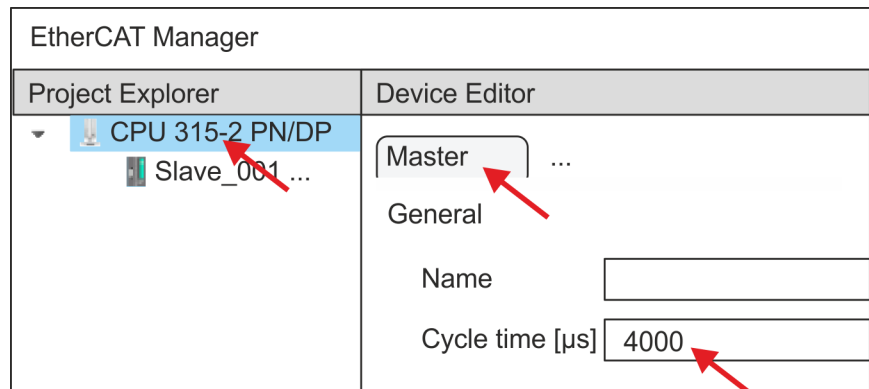 EtherCAT Manager
Project Explorer
Device Editor
CPU 315-2 PN/DP
Slave_001 ...
Master
...
General
Name
Cycle time [µs]
4000